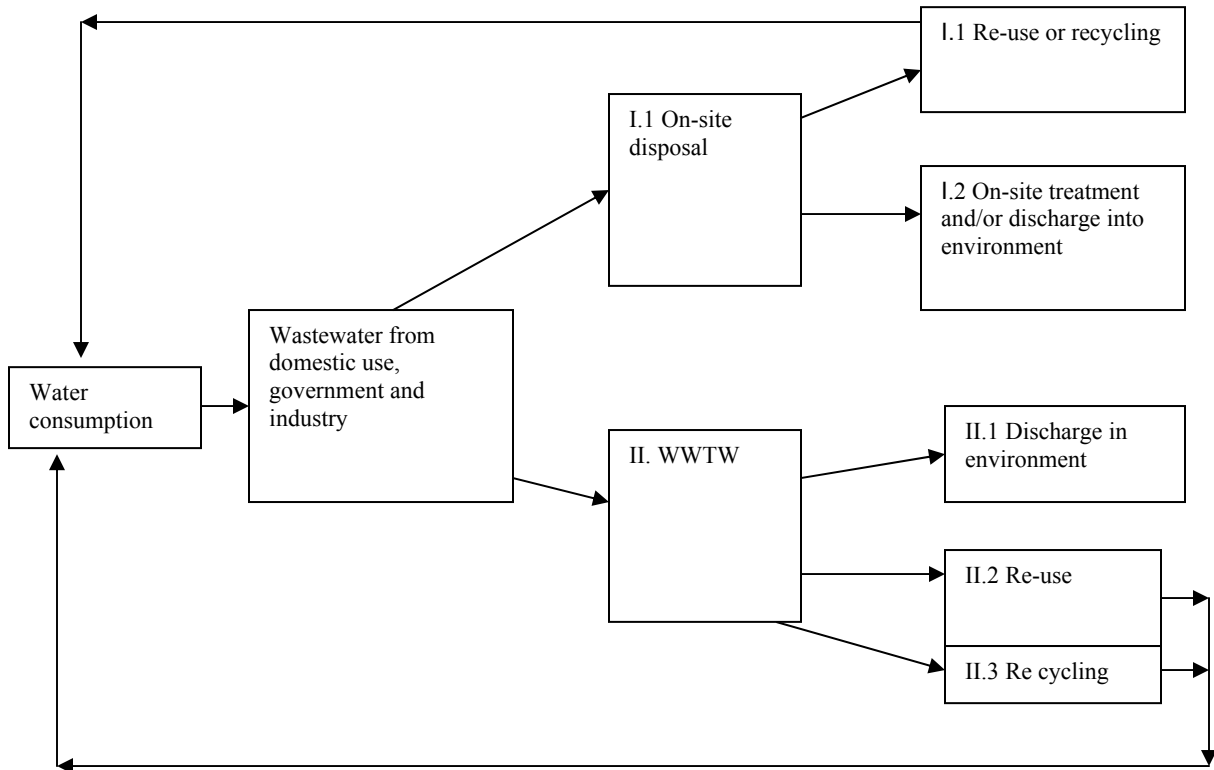 I.1 Re-use or recycling
I.1 On-site
disposal
I.2 On-site treatment
and/or discharge into
environment
Wastewater from
domestic use,
government and
industry
Water
consumption
II. WWTW
II.1 Discharge in
environment
II.2 Re-use
II.3 Re cycling